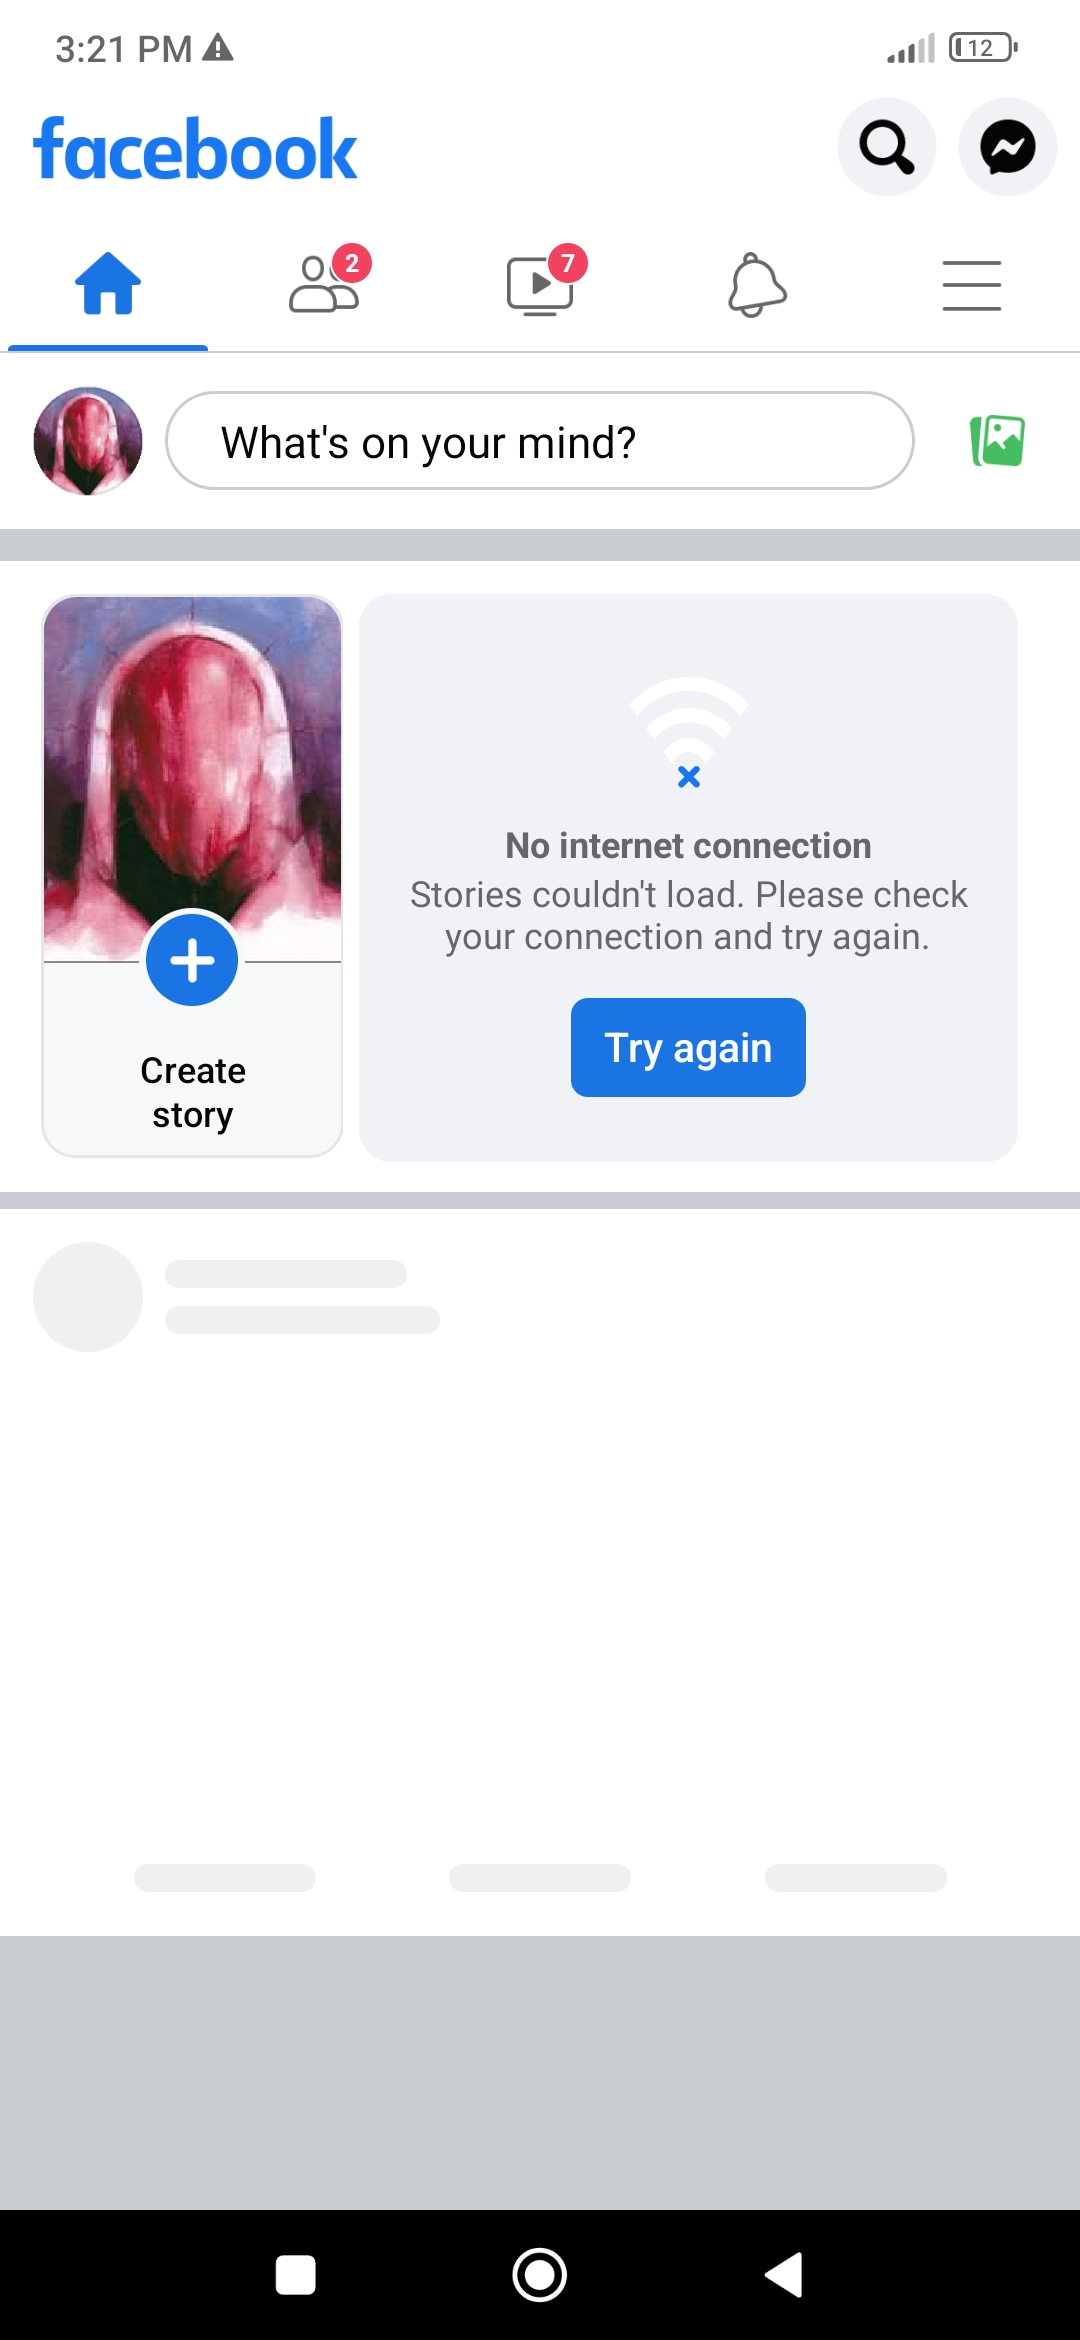 3:21 PM
12
facebook
2
7
What's on your mind?
No internet connection
Stories couldn't load. Please check
your connection and try again.
Try again
Create
story